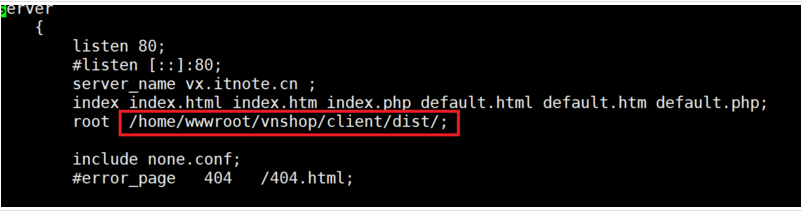 server
{
listen 80;
#listen [::]:80;
server_name vx.itnote.cn ;
index index.html index.htm index.php default.html default.htm default.php;
root /home/wwwroot/vnshop/client/dist/;
include none.conf;
#error_page 404 /404.html;